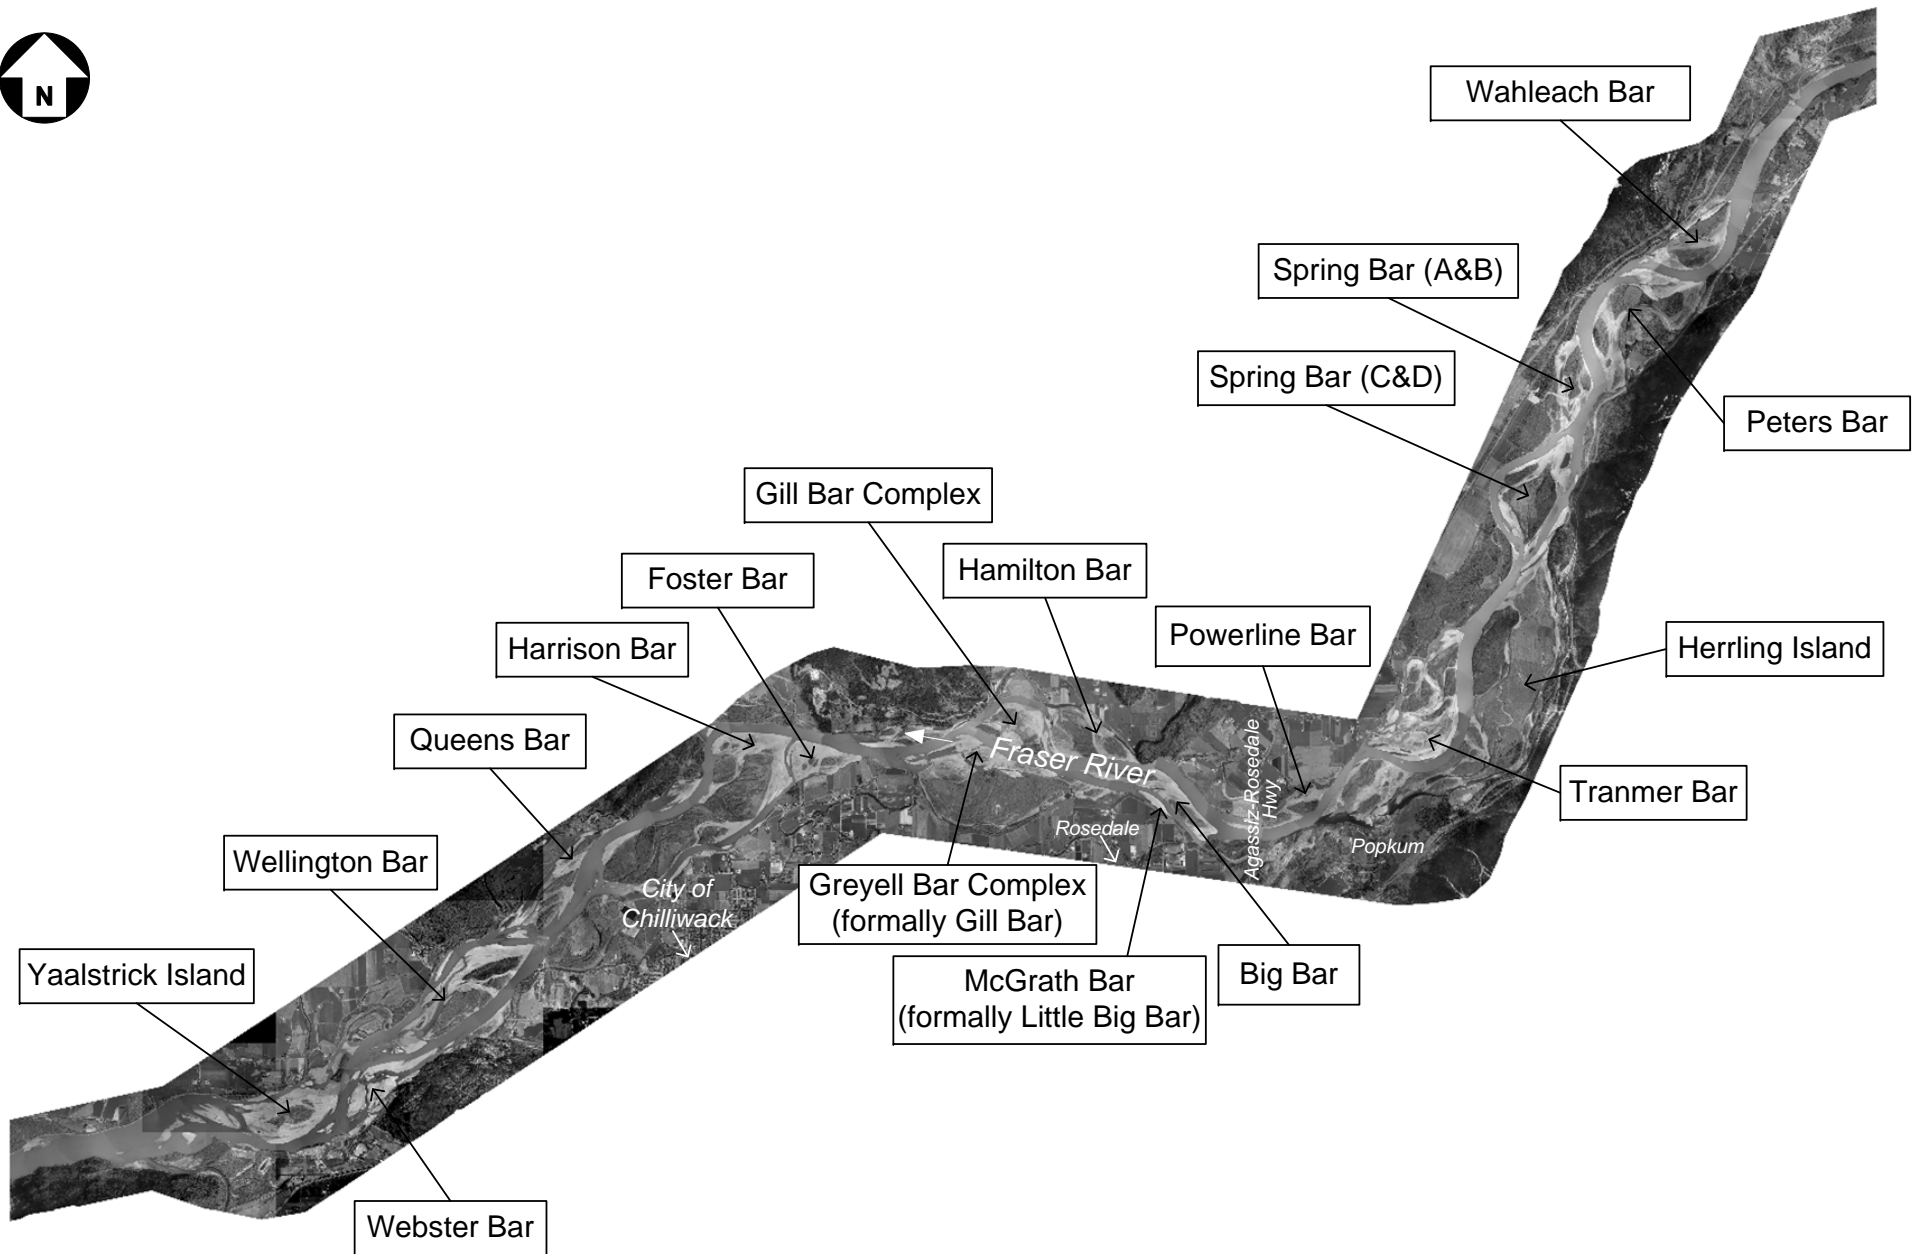 N
Wahleach Bar
Spring Bar (A&B)
Spring Bar (C&D)
Peters Bar
Gill Bar Complex
Hamilton Bar
Foster Bar
Powerline Bar
Harrison Bar
Herrling Island
Queens Bar
Fraser River
Agassiz-Rosedale
Hwy
Tranmer Bar
Rosedale
Popkum
Wellington Bar
City of
Chilliwack
Greyell Bar Complex
(formally Gill Bar)
Yaalstrick Island
McGrath Bar
(formally Little Big Bar)
Big Bar
Webster Bar